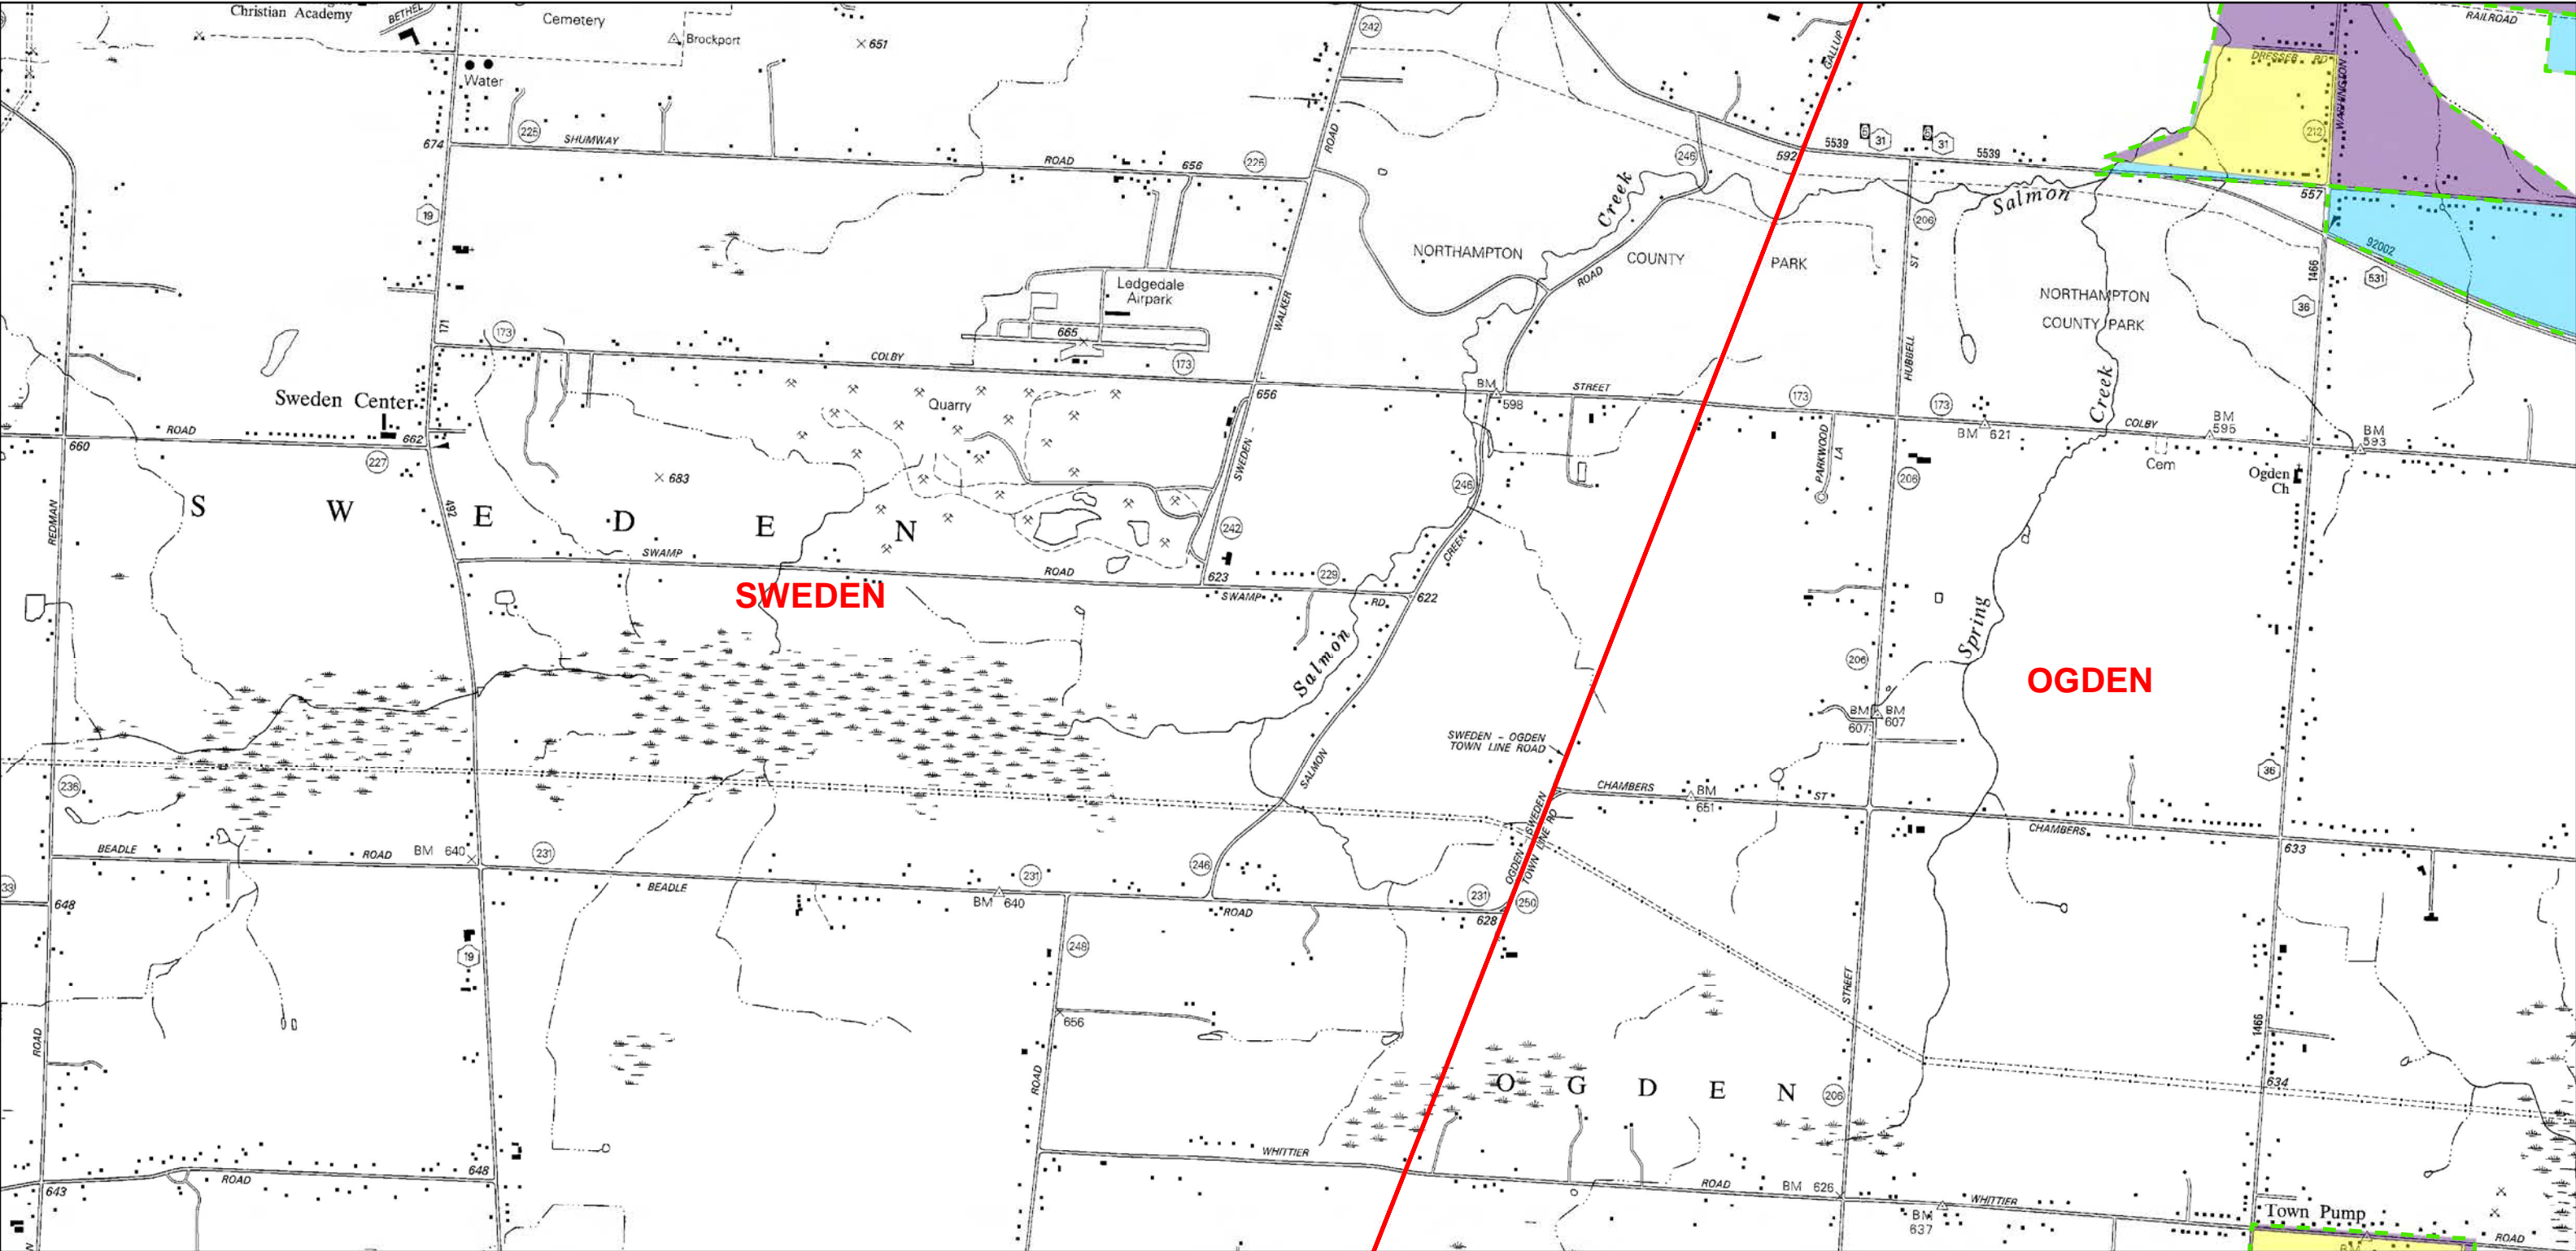 Christian Academy
BETHEL
Cemetery
Brockport
651
242
GALLUP
RAILROAD
Water
DRESSER RD
WASHINGTON
225
SHUMWAY
ROAD
656
225
ROAD
674
246
592
5539
31
31
5539
212
557
19
Creek
Salmon
206
NORTHAMPTON
COUNTY
PARK
ROAD
ST
92002
531
1466
36
Ledgedale
Airpark
665
WALKER
NORTHAMPTON
COUNTY PARK
171
173
COLBY
173
HUBBELL
Sweden Center
Quarry
656
BM
598
STREET
173
173
BM 621
Creek
COLBY
BM
595
BM
593
660
ROAD
662
227
683
SWEDEN
246
PARKWOOD
LA
206
Cem
Ogden
Ch
REDMAN
492
S W E D E N
242
CREEK
SWAMP
ROAD
623
229
SWAMP
RD
622
SWEDEN
Salmon
Spring
206
OGDEN
BM
607
BM
607
SWEDEN - OGDEN
TOWN LINE ROAD
236
SALMON
CHAMBERS
BM
651
ST
36
CHAMBERS
633
OGDEN - SWEDEN
TOWN LINE RD
BEADLE
ROAD
BM 640
231
BEADLE
231
BM 640
246
ROAD
231
628
250
33
648
19
248
656
STREET
1466
ROAD
ROAD
O G D E N
206
634
WHITTIER
ROAD
BM 626
WHITTIER
BM
637
643
ROAD
648
Town Pump
ROAD